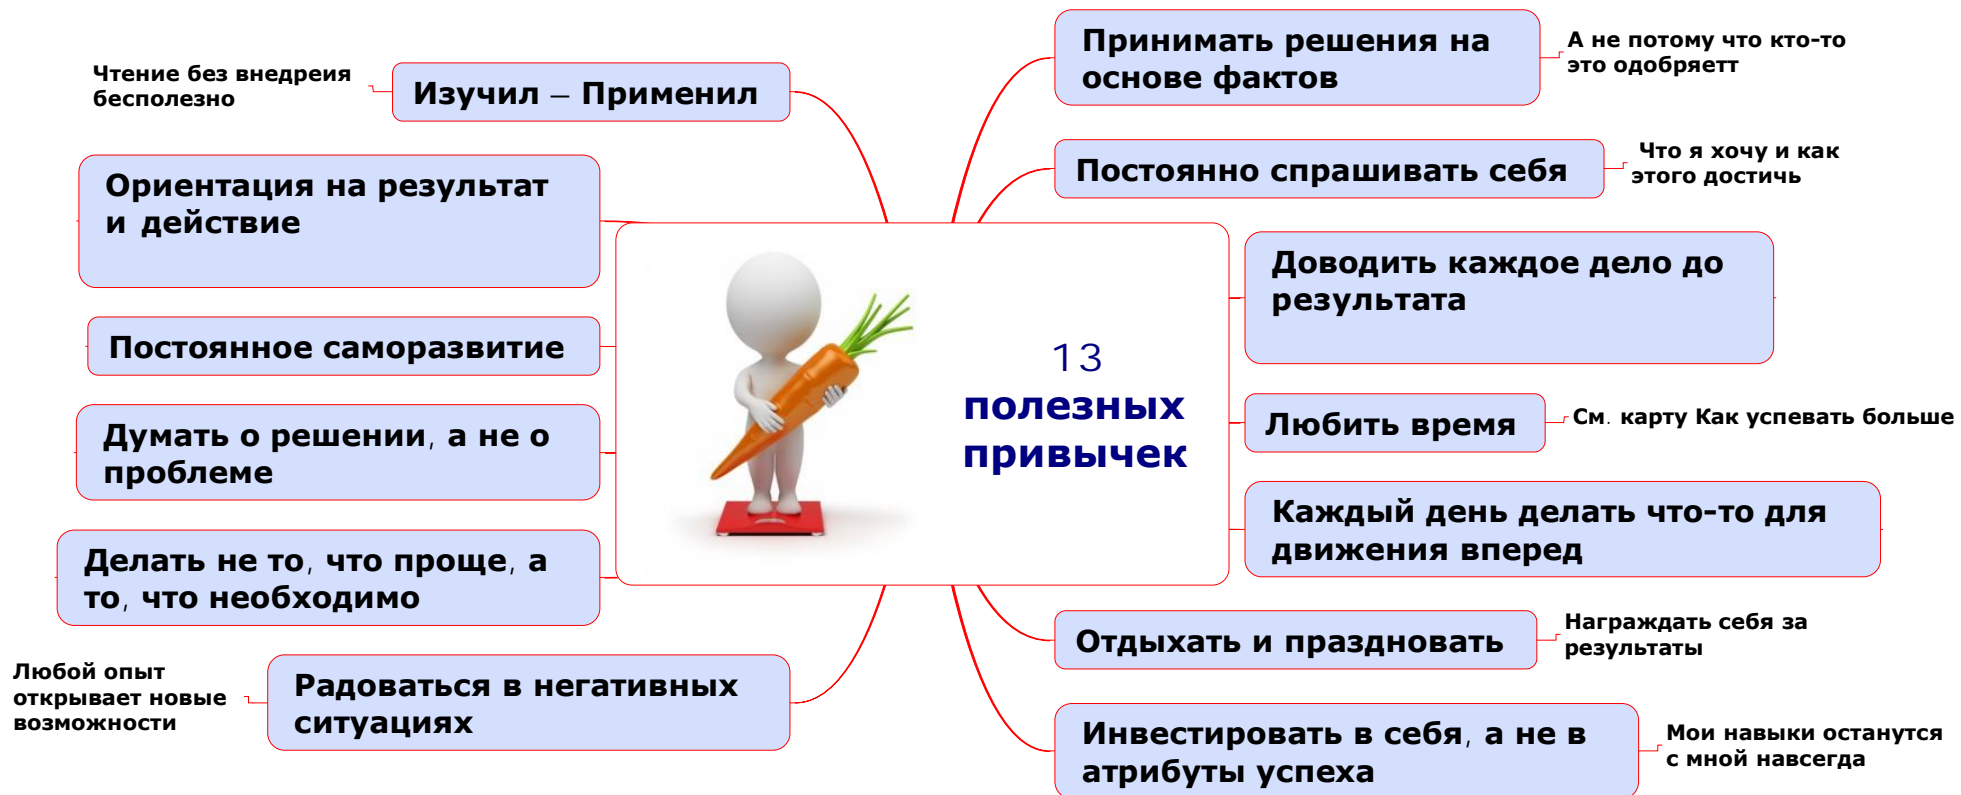 13
полезных
привычек
Принимать решения на
основе фактов
А не потому что кто-то
это одобряетт
Постоянно спрашивать себя
Что я хочу и как
этого достичь
Доводить каждое дело до
результата
Любить время
См. карту Как успевать больше
Каждый день делать что-то для
движения вперед
Отдыхать и праздновать
Награждать себя за
результаты
Инвестировать в себя, а не в
атрибуты успеха
Мои навыки останутся
с мной навсегда
Изучил – Применил
Чтение без внедреия
бесполезно
Ориентация на результат
и действие
Постоянное саморазвитие
Думать о решении, а не о
проблеме
Делать не то, что проще, а
то, что необходимо
Радоваться в негативных
ситуациях
Любой опыт
открывает новые
возможности